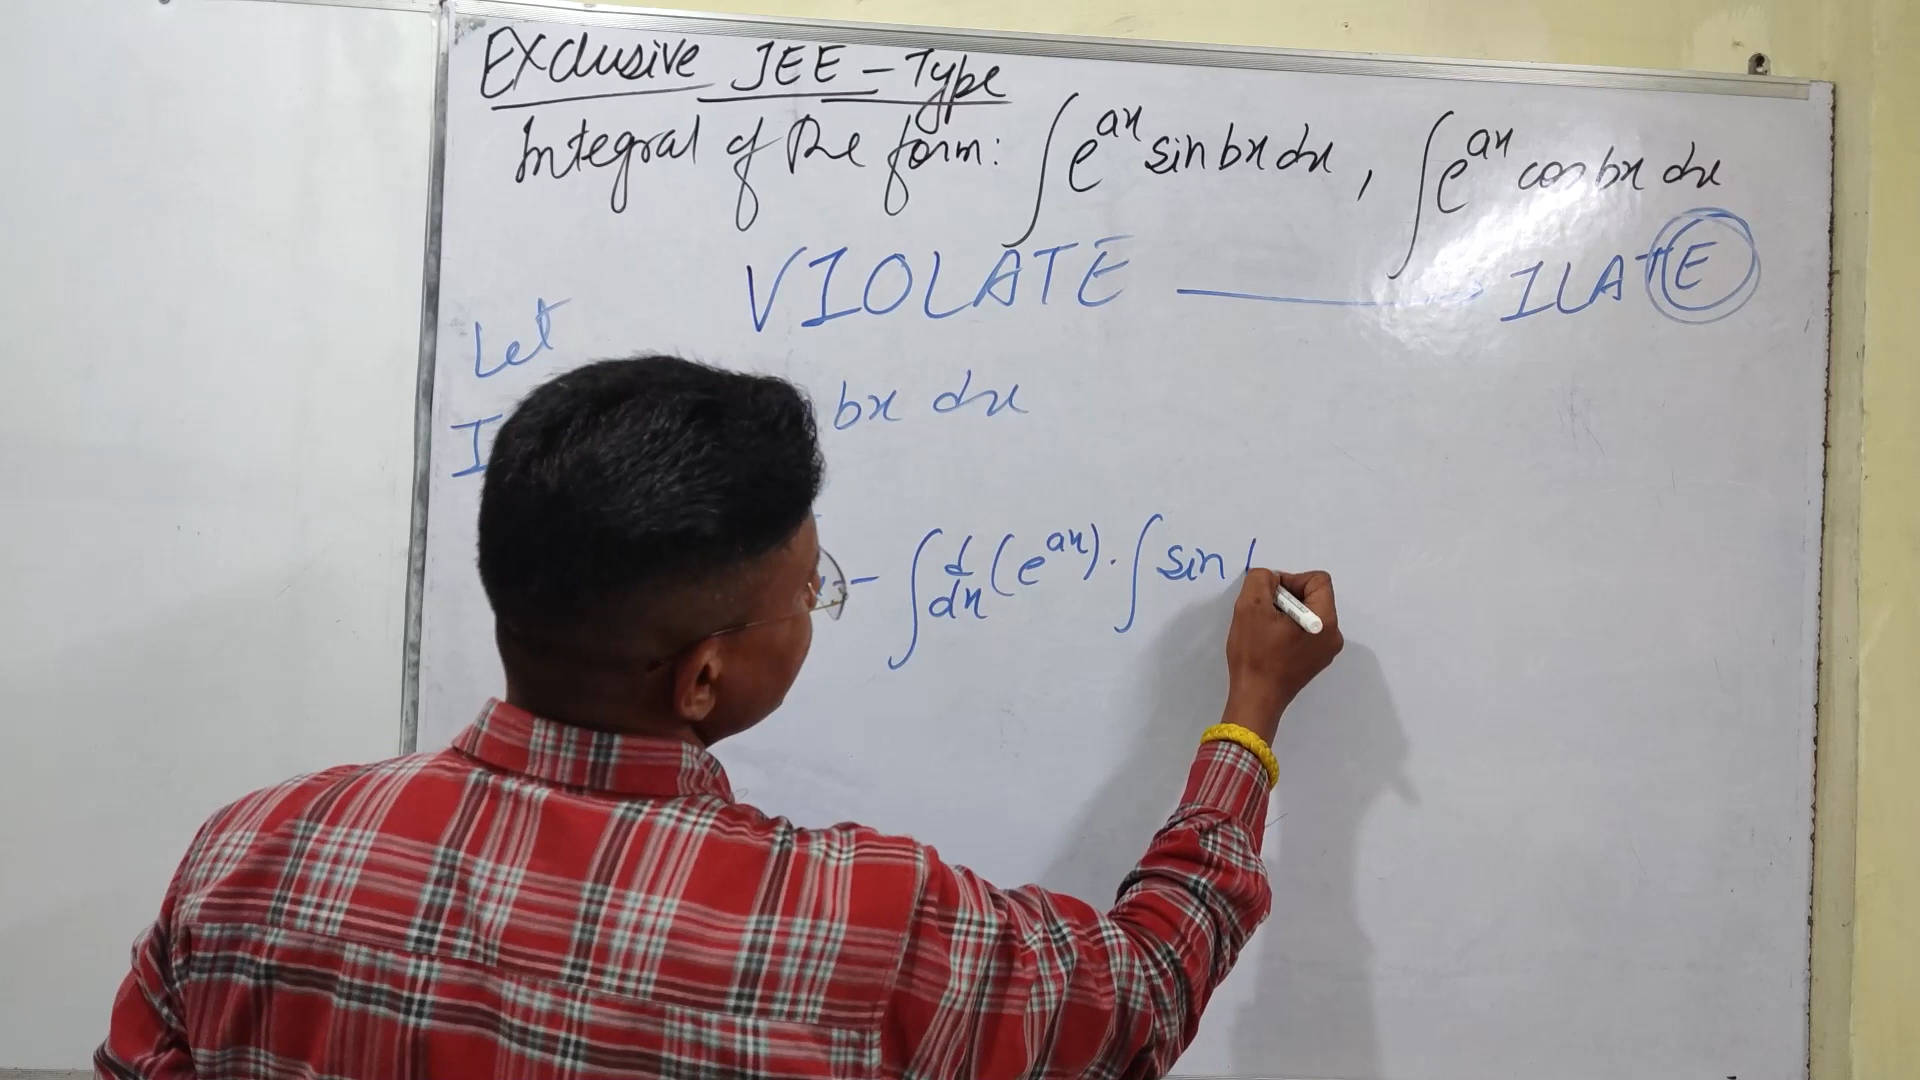 Exclusive JEE - Type
Integral of the form: ∫e^{ax} sin bx dx, ∫e^{ax} cos bx dx
VIOLATE → ILATE
Let
I bx dx
- ∫ d/dx (e^{ax}) · ∫ sin